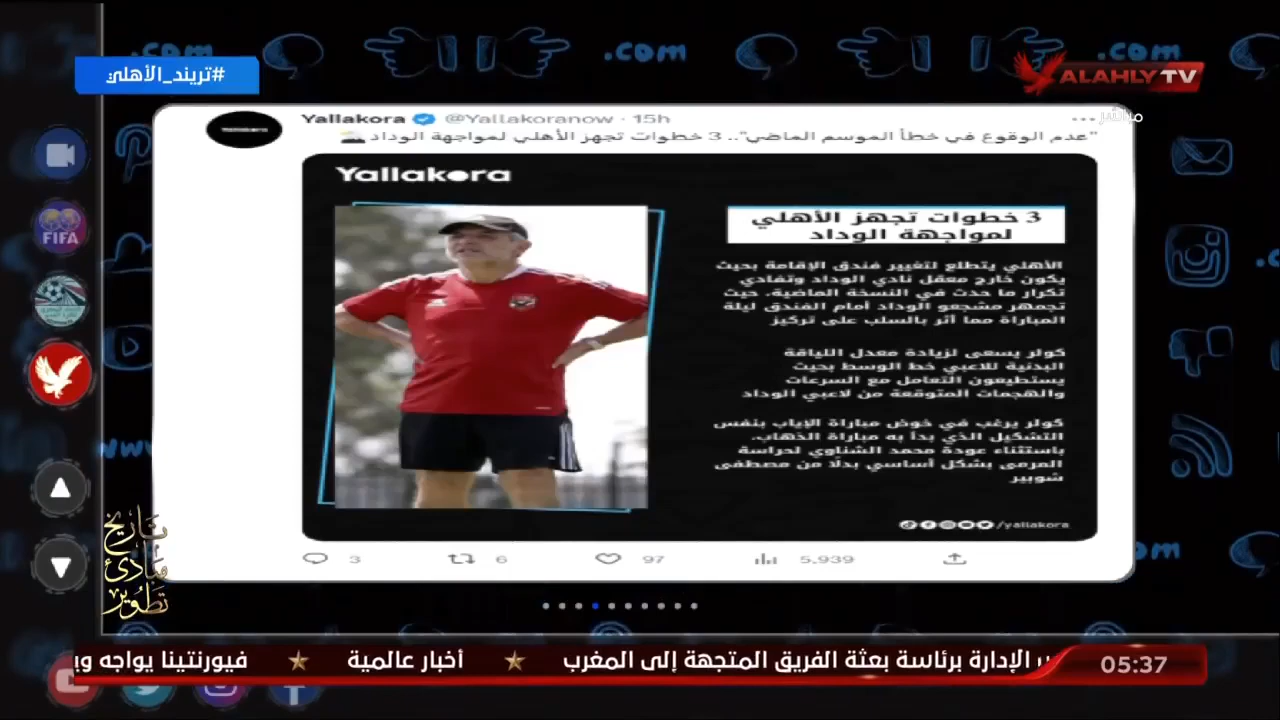 .com
.com
#تريند_الأهلي
ALAHLY TV
مباشر
Yallakora @Yallakoranow · 15h
"عدم الوقوع في خطأ الموسم الماضي".. 3 خطوات تجهز الأهلي لمواجهة الوداد
Yallakora
3 خطوات تجهز الأهلي
لمواجهة الوداد
الأهلي يتطلع لتغيير فندق الإقامة بحيث
يكون خارج معقل نادي الوداد وتفادي
تكرار ما حدث في النسخة الماضية، حيث
تجمهر مشجعو الوداد أمام الفندق ليلة
المباراة مما أثر بالسلب على تركيز
كولر يسعى لزيادة معدل اللياقة
البدنية للاعبي خط الوسط بحيث
يستطيعون التعامل مع السرعات
والهجمات المتوقعة من لاعبي الوداد
كولر يرغب في خوض مباراة الإياب بنفس
التشكيل الذي بدأ به مباراة الذهاب،
باستثناء عودة محمد الشناوي لحراسة
المرمى بشكل أساسي بدلًا من مصطفى
شوبير
/yallakora
3 6 97 5.939
FIFA
www
تاريخ
مبادئ
تطوير
الإدارة برئاسة بعثة الفريق المتجهة إلى المغرب ★ أخبار عالمية ★ فيورنتينا يواجه
05:37